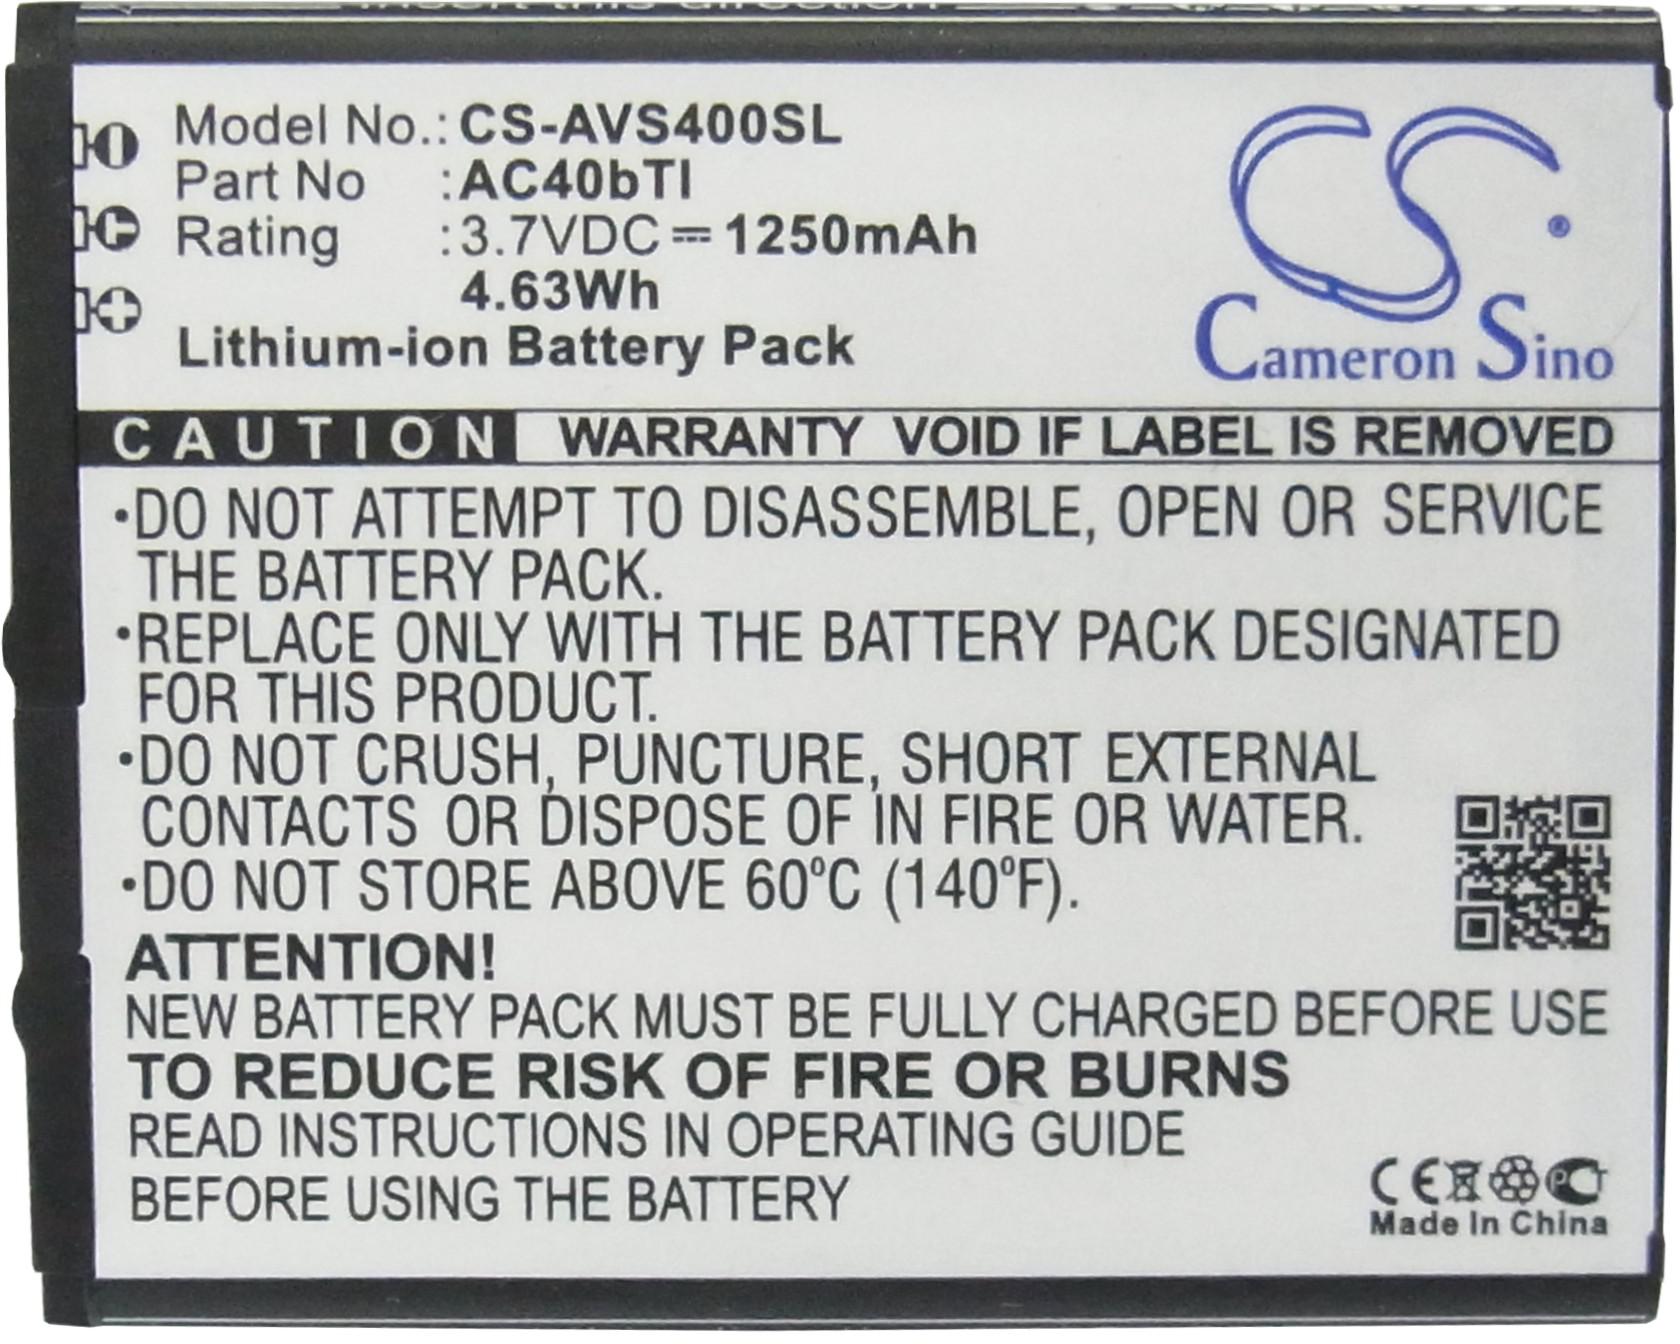 Insert this direction
Model No.: CS-AVS400SL
Part No : AC40bTI
Rating : 3.7VDC⎓1250mAh
4.63Wh
Lithium-ion Battery Pack
CS ®
Cameron Sino
CAUTION WARRANTY VOID IF LABEL IS REMOVED
•DO NOT ATTEMPT TO DISASSEMBLE, OPEN OR SERVICE
THE BATTERY PACK.
•REPLACE ONLY WITH THE BATTERY PACK DESIGNATED
FOR THIS PRODUCT.
•DO NOT CRUSH, PUNCTURE, SHORT EXTERNAL
CONTACTS OR DISPOSE OF IN FIRE OR WATER.
•DO NOT STORE ABOVE 60°C (140°F).
ATTENTION!
NEW BATTERY PACK MUST BE FULLY CHARGED BEFORE USE
TO REDUCE RISK OF FIRE OR BURNS
READ INSTRUCTIONS IN OPERATING GUIDE
BEFORE USING THE BATTERY
CE PCT
Made In China